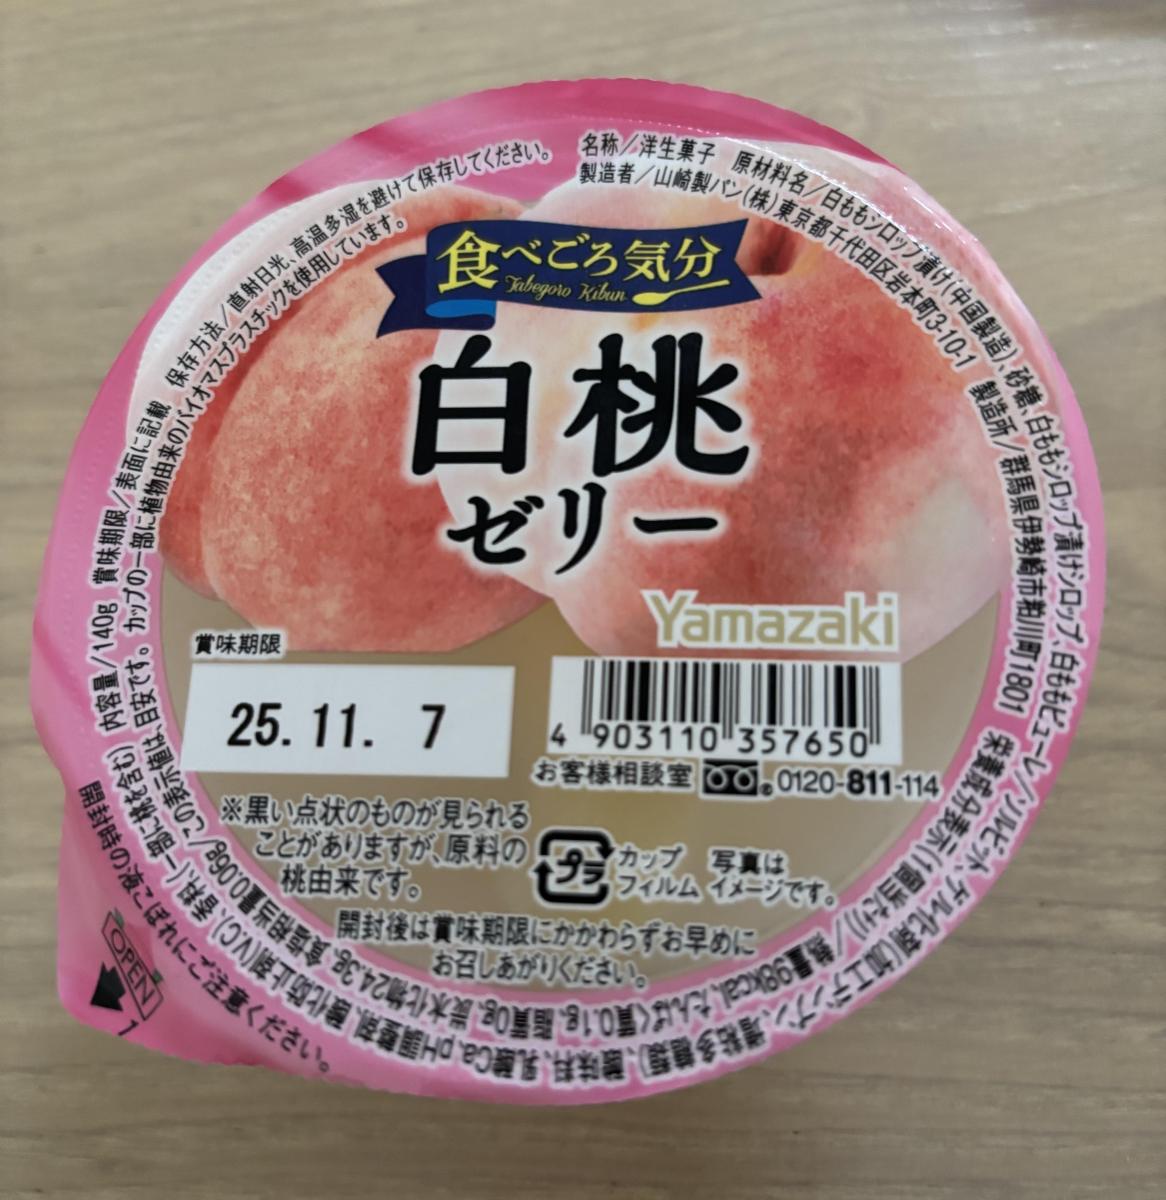 食べごろ気分
Tabegoro Kibun
白桃
ゼリー
Yamazaki
賞味期限
25.11. 7
4 903110 357650
お客様相談室 0120-811-114
※黒い点状のものが見られる
ことがありますが、原料の
桃由来です。
プラ
カップ
フィルム
写真は
イメージです。
開封後は賞味期限にかかわらずお早めに
お召しあがりください。
名称/洋生菓子 原材料名/白ももシロップ漬け(中国製造)、砂糖、白ももシロップ漬けシロップ、白ももピューレ/ソルビット、ゲル化剤(加工デンプン、増粘多糖類)、酸味料、乳酸Ca、pH調整剤、酸化防止剤(VC)、香料、(一部に桃を含む) 内容量/140g 賞味期限/表面に記載 保存方法/直射日光、高温多湿を避けて保存してください。
製造者/山崎製パン(株)東京都千代田区岩本町3-10-1 製造所/群馬県伊勢崎市粕川町1801 栄養成分表示(1個当たり)/熱量98kcal、たんぱく質0.1g、脂質0g、炭水化物24.3g、食塩相当量0.09g/この表示値は、目安です。 カップの一部に植物由来のバイオマスプラスチックを使用しています。
開封時の内容こぼれにご注意ください。
OPEN
1